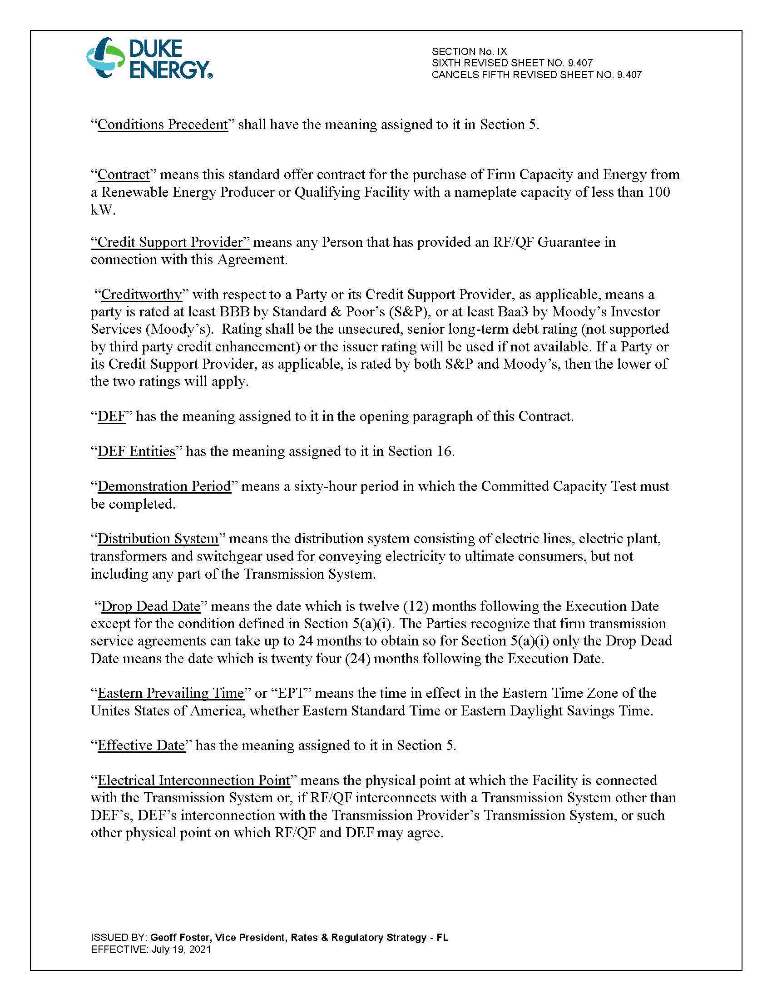 DUKE
ENERGY®
SECTION No. IX
SIXTH REVISED SHEET NO. 9.407
CANCELS FIFTH REVISED SHEET NO. 9.407
“Conditions Precedent” shall have the meaning assigned to it in Section 5.
“Contract” means this standard offer contract for the purchase of Firm Capacity and Energy from
a Renewable Energy Producer or Qualifying Facility with a nameplate capacity of less than 100
kW.
“Credit Support Provider” means any Person that has provided an RF/QF Guarantee in
connection with this Agreement.
“Creditworthy” with respect to a Party or its Credit Support Provider, as applicable, means a
party is rated at least BBB by Standard & Poor’s (S&P), or at least Baa3 by Moody’s Investor
Services (Moody’s).  Rating shall be the unsecured, senior long-term debt rating (not supported
by third party credit enhancement) or the issuer rating will be used if not available. If a Party or
its Credit Support Provider, as applicable, is rated by both S&P and Moody’s, then the lower of
the two ratings will apply.
“DEF” has the meaning assigned to it in the opening paragraph of this Contract.
“DEF Entities” has the meaning assigned to it in Section 16.
“Demonstration Period” means a sixty-hour period in which the Committed Capacity Test must
be completed.
“Distribution System” means the distribution system consisting of electric lines, electric plant,
transformers and switchgear used for conveying electricity to ultimate consumers, but not
including any part of the Transmission System.
“Drop Dead Date” means the date which is twelve (12) months following the Execution Date
except for the condition defined in Section 5(a)(i). The Parties recognize that firm transmission
service agreements can take up to 24 months to obtain so for Section 5(a)(i) only the Drop Dead
Date means the date which is twenty four (24) months following the Execution Date.
“Eastern Prevailing Time” or “EPT” means the time in effect in the Eastern Time Zone of the
Unites States of America, whether Eastern Standard Time or Eastern Daylight Savings Time.
“Effective Date” has the meaning assigned to it in Section 5.
“Electrical Interconnection Point” means the physical point at which the Facility is connected
with the Transmission System or, if RF/QF interconnects with a Transmission System other than
DEF’s, DEF’s interconnection with the Transmission Provider’s Transmission System, or such
other physical point on which RF/QF and DEF may agree.
ISSUED BY: Geoff Foster, Vice President, Rates & Regulatory Strategy - FL
EFFECTIVE: July 19, 2021